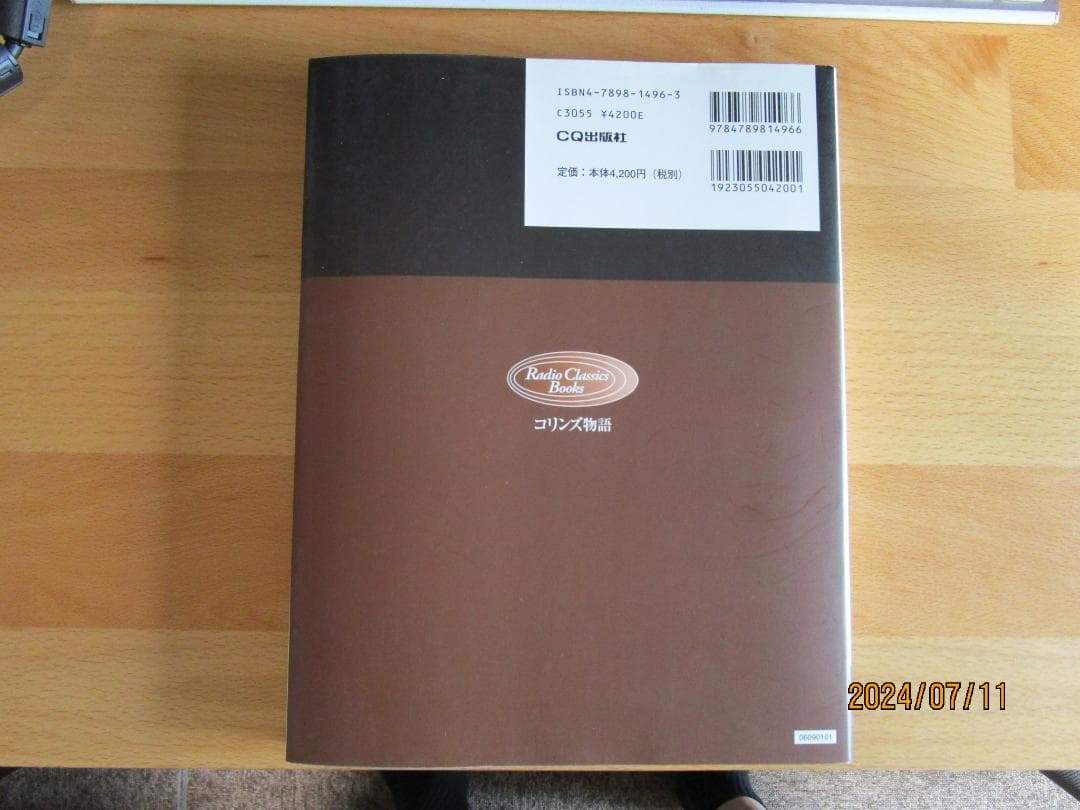 ISBN4-7898-1496-3
C3055 ¥4200E
CQ出版社
定価：本体4,200円（税別）
9784789814966
1923055042001
Radio Classics
Books
コリンズ物語
2024/07/11
06090101